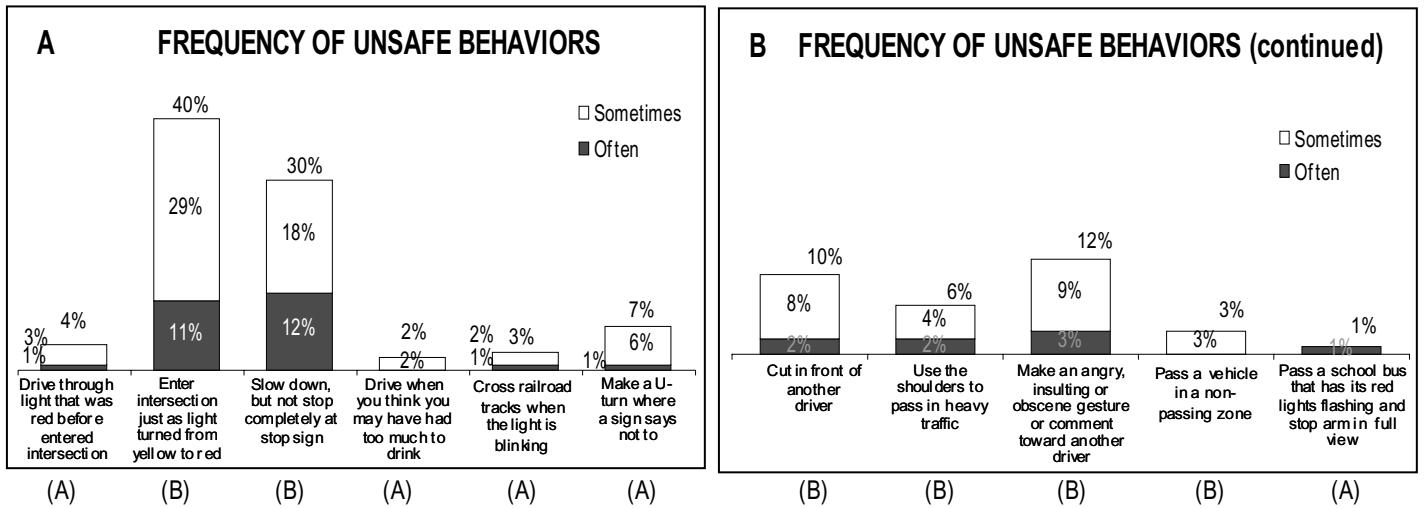 A FREQUENCY OF UNSAFE BEHAVIORS
Sometimes
Often
40%
29%
11%
30%
18%
12%
4%
3%
1%
2%
2%
3%
2%
1%
7%
6%
1%
Drive through
light that was
red before
entered
intersection
Enter
intersection
just as light
turned from
yellow to red
Slow down,
but not stop
completely at
stop sign
Drive when
you think you
may have had
too much to
drink
Cross railroad
tracks when
the light is
blinking
Make a U-
turn where
a sign says
not to
(A) (B) (B) (A) (A) (A)
B FREQUENCY OF UNSAFE BEHAVIORS (continued)
Sometimes
Often
10%
8%
2%
6%
4%
2%
12%
9%
3%
3%
3%
1%
1%
Cut in front of
another
driver
Use the
shoulders to
pass in heavy
traffic
Make an angry,
insulting or
obscene gesture
or comment
toward another
driver
Pass a vehicle
in a non-
passing zone
Pass a school bus
that has its red
lights flashing and
stop arm in full
view
(B) (B) (B) (B) (A)